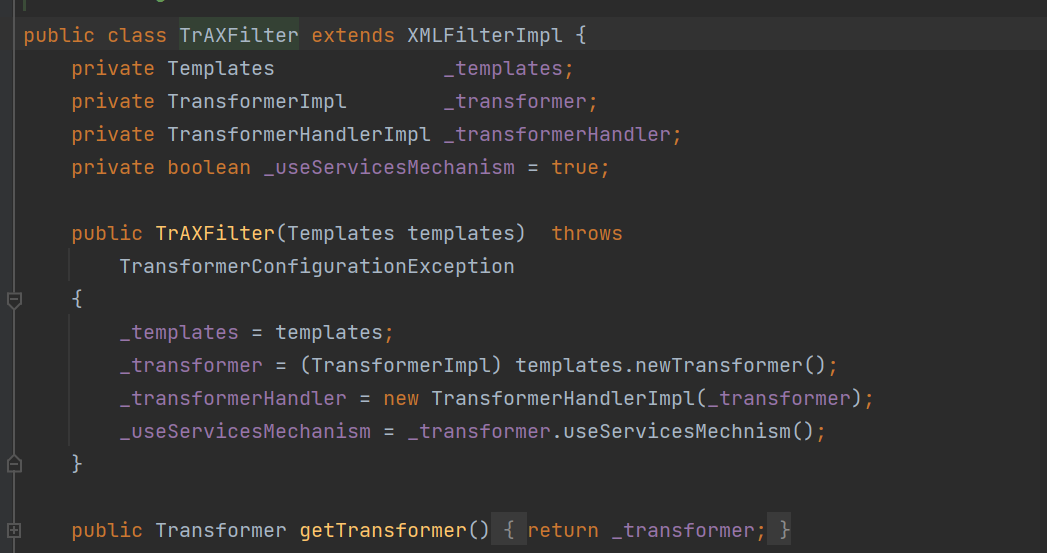 public class TrAXFilter extends XMLFilterImpl {
private Templates _templates;
private TransformerImpl _transformer;
private TransformerHandlerImpl _transformerHandler;
private boolean _useServicesMechanism = true;
public TrAXFilter(Templates templates) throws
TransformerConfigurationException
{
_templates = templates;
_transformer = (TransformerImpl) templates.newTransformer();
_transformerHandler = new TransformerHandlerImpl(_transformer);
_useServicesMechanism = _transformer.useServicesMechnism();
}
public Transformer getTransformer() { return _transformer; }